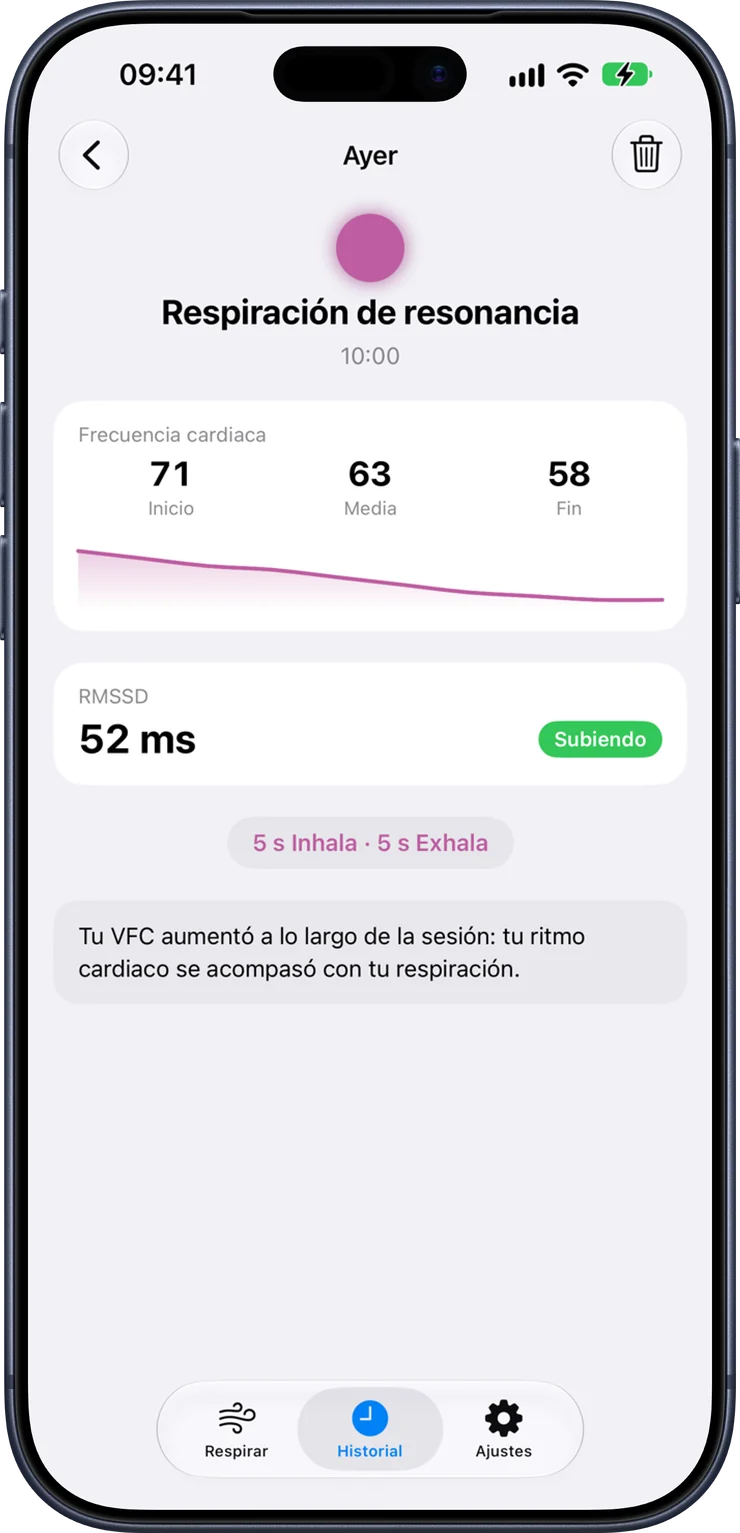 09:41
Ayer
Respiración de resonancia
10:00
Frecuencia cardiaca
71 63 58
Inicio Media Fin
RMSSD
52 ms
Subiendo
5 s Inhala · 5 s Exhala
Tu VFC aumentó a lo largo de la sesión: tu ritmo
cardiaco se acompasó con tu respiración.
Respirar Historial Ajustes